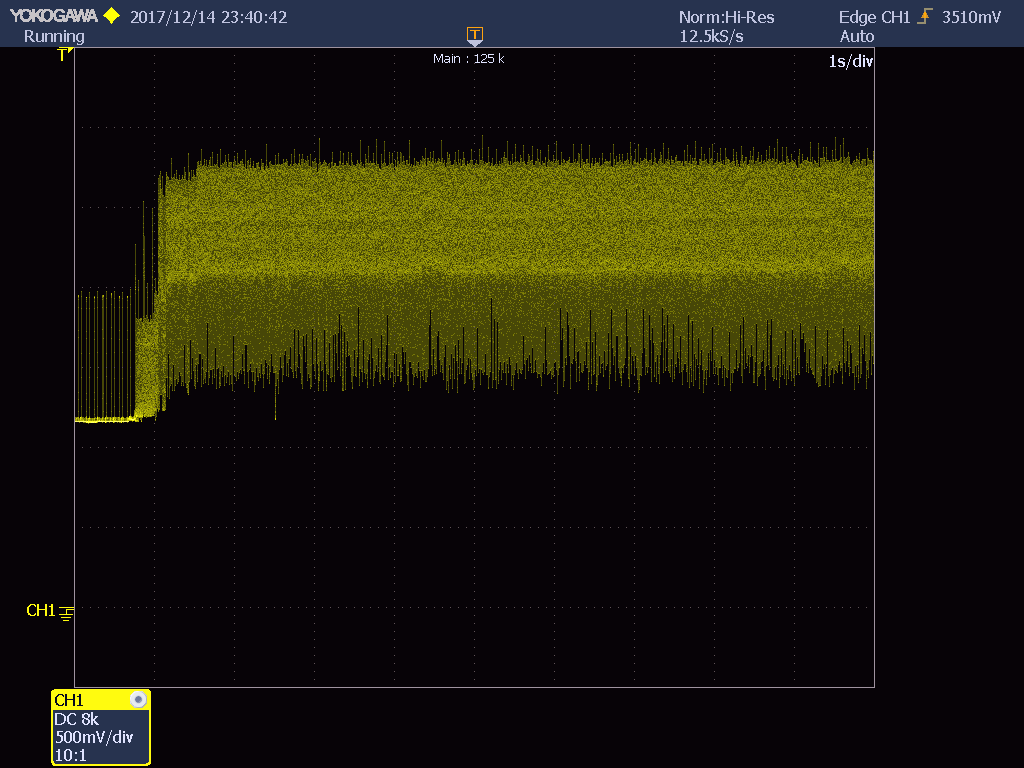 YOKOGAWA 2017/12/14 23:40:42 Norm:Hi-Res Edge CH1 3510mV
Running 12.5kS/s Auto
T
T
Main : 125 k 1s/div
CH1
CH1
DC 8k
500mV/div
10:1